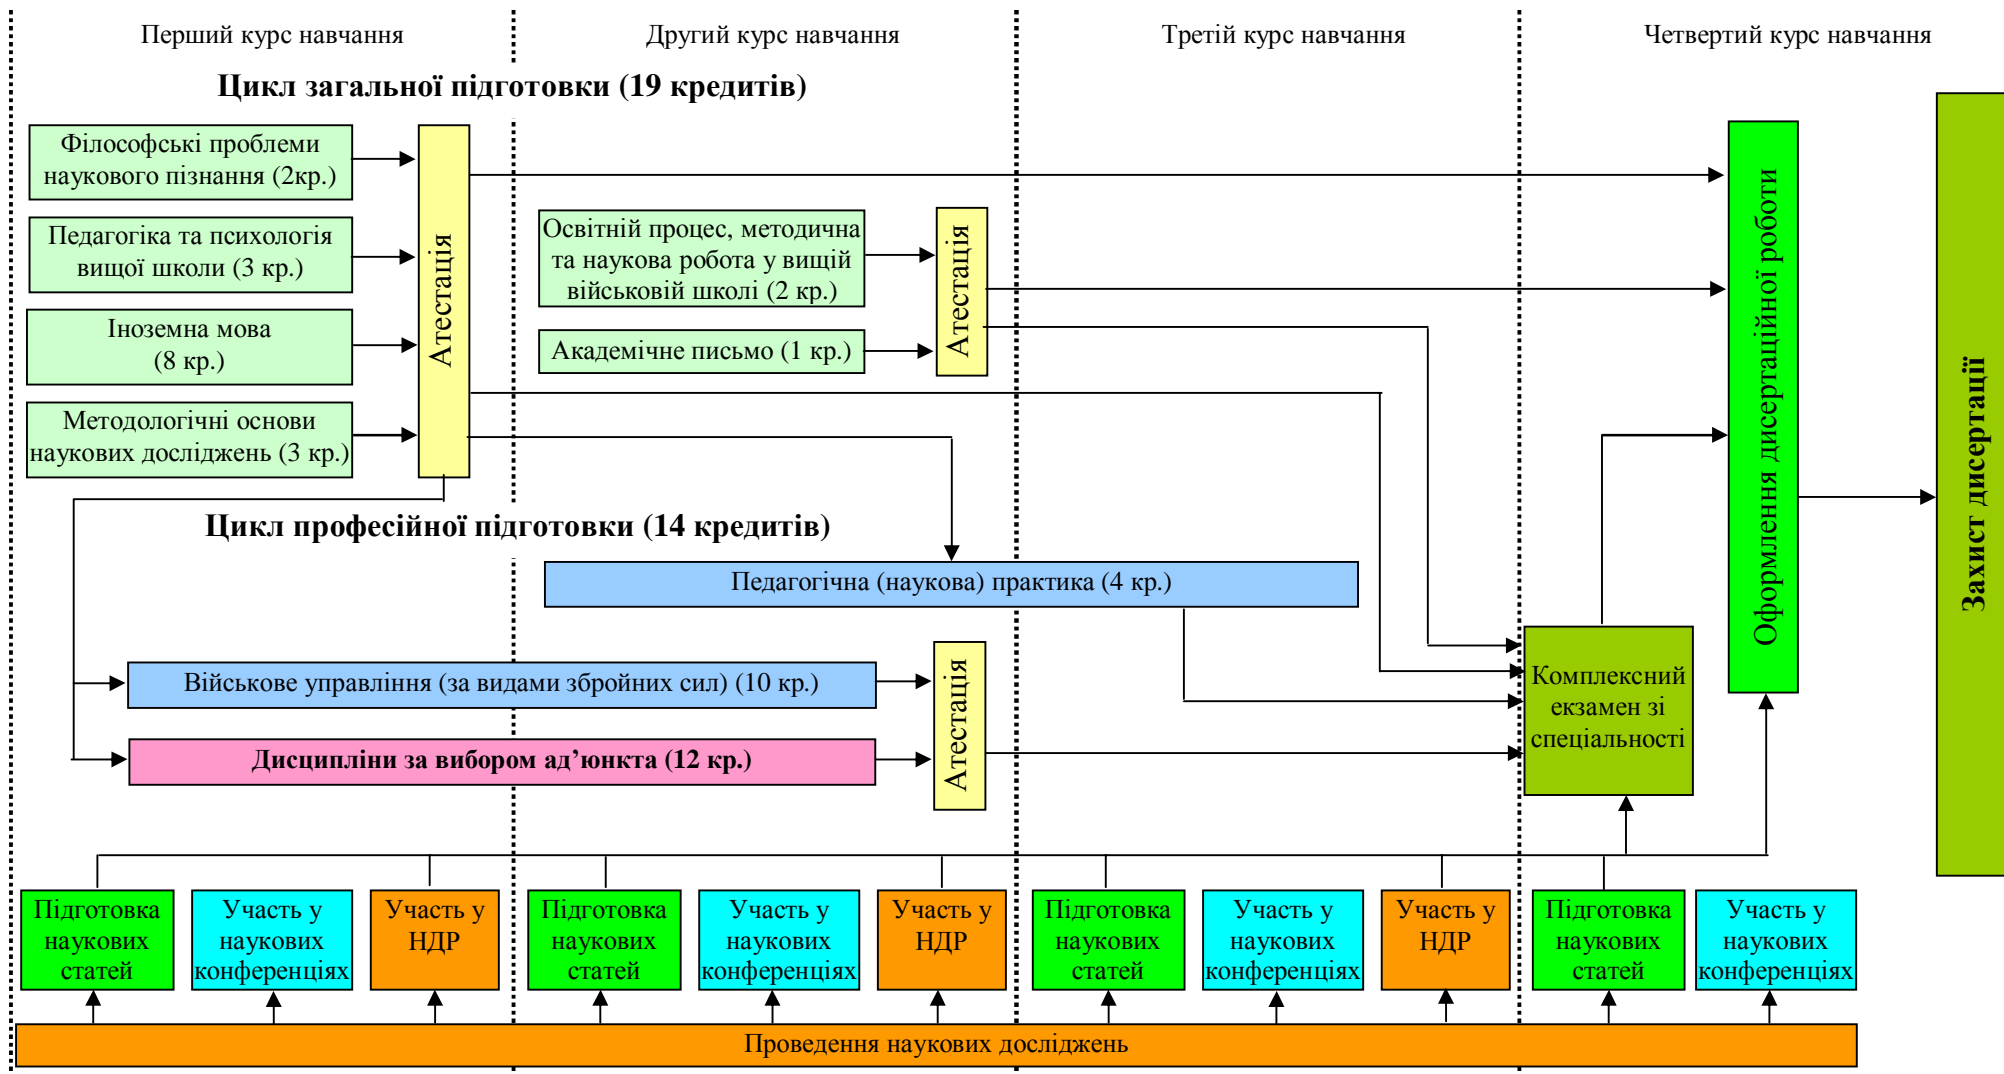 Перший курс навчання
Другий курс навчання
Третій курс навчання
Четвертий курс навчання
Цикл загальної підготовки (19 кредитів)
Філософські проблеми
наукового пізнання (2кр.)
Педагогіка та психологія
вищої школи (3 кр.)
Іноземна мова
(8 кр.)
Методологічні основи
наукових досліджень (3 кр.)
Атестація
Освітній процес, методична
та наукова робота у вищій
військовій школі (2 кр.)
Академічне письмо (1 кр.)
Атестація
Оформлення дисертаційної роботи
Захист дисертації
Цикл професійної підготовки (14 кредитів)
Педагогічна (наукова) практика (4 кр.)
Військове управління (за видами збройних сил) (10 кр.)
Дисципліни за вибором ад’юнкта (12 кр.)
Атестація
Комплексний
екзамен зі
спеціальності
Підготовка
наукових
статей
Участь у
наукових
конференціях
Участь у
НДР
Підготовка
наукових
статей
Участь у
наукових
конференціях
Участь у
НДР
Підготовка
наукових
статей
Участь у
наукових
конференціях
Участь у
НДР
Підготовка
наукових
статей
Участь у
наукових
конференціях
Проведення наукових досліджень